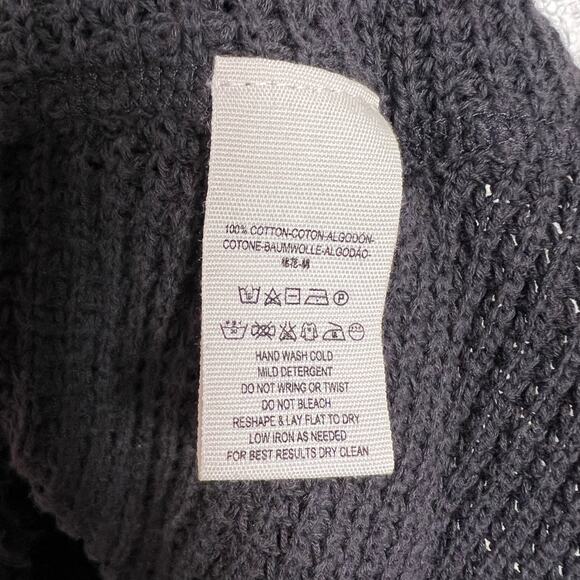 100% COTTON-COTON-ALGODÓN-
COTONE-BAUMWOLLE-ALGODÃO-
HAND WASH COLD
MILD DETERGENT
DO NOT WRING OR TWIST
DO NOT BLEACH
RESHAPE & LAY FLAT TO DRY
LOW IRON AS NEEDED
FOR BEST RESULTS DRY CLEAN